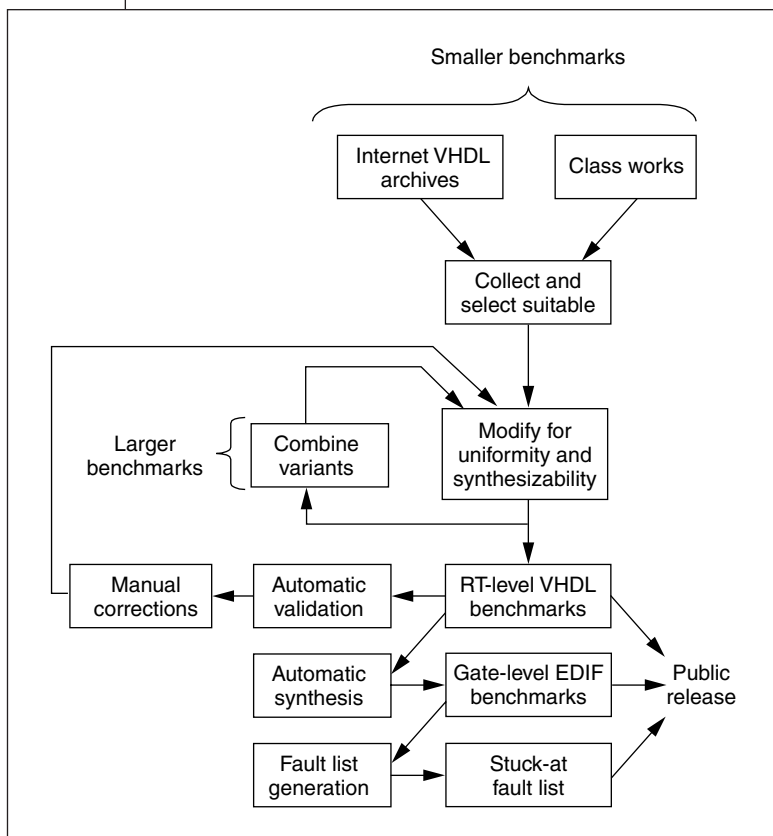 Smaller benchmarks
Internet VHDL
archives
Class works
Collect and
select suitable
Larger
benchmarks
Combine
variants
Modify for
uniformity and
synthesizability
Manual
corrections
Automatic
validation
RT-level VHDL
benchmarks
Automatic
synthesis
Gate-level EDIF
benchmarks
Public
release
Fault list
generation
Stuck-at
fault list